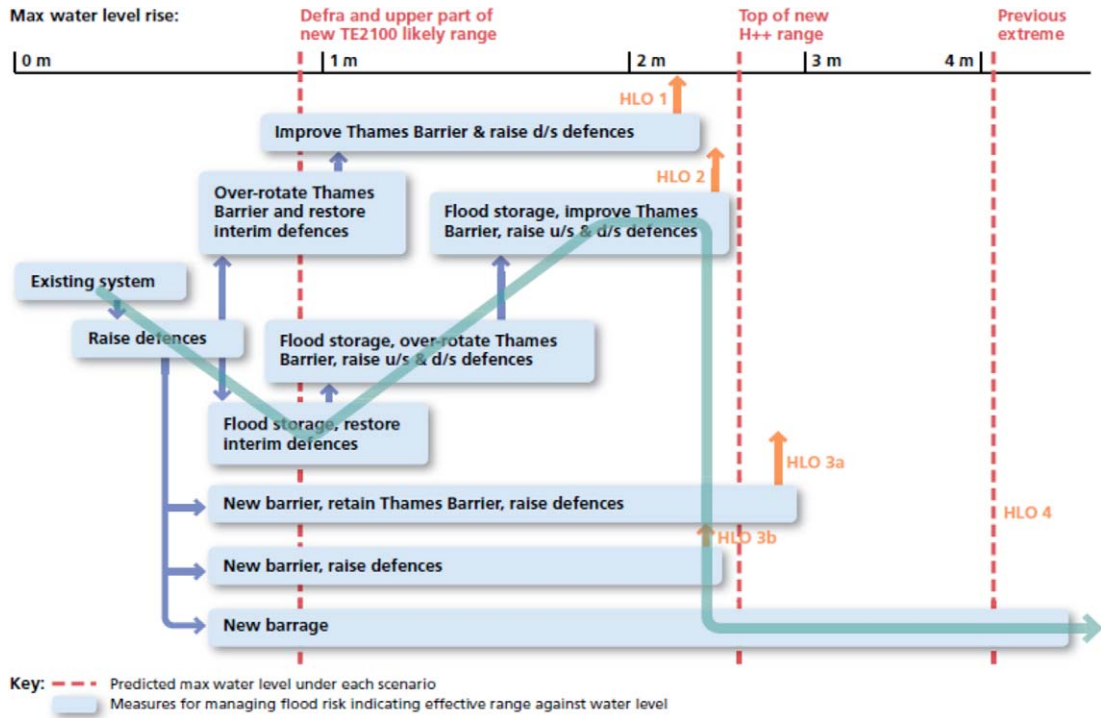 Max water level rise:
Defra and upper part of
new TE2100 likely range
Top of new
H++ range
Previous
extreme
0 m
1 m
2 m
3 m
4 m
HLO 1
Improve Thames Barrier & raise d/s defences
HLO 2
Over-rotate Thames
Barrier and restore
interim defences
Flood storage, improve Thames
Barrier, raise u/s & d/s defences
Existing system
Raise defences
Flood storage, over-rotate Thames
Barrier, raise u/s & d/s defences
Flood storage, restore
interim defences
HLO 3a
New barrier, retain Thames Barrier, raise defences
HLO 4
HLO 3b
New barrier, raise defences
New barrage
Key:
Predicted max water level under each scenario
Measures for managing flood risk indicating effective range against water level